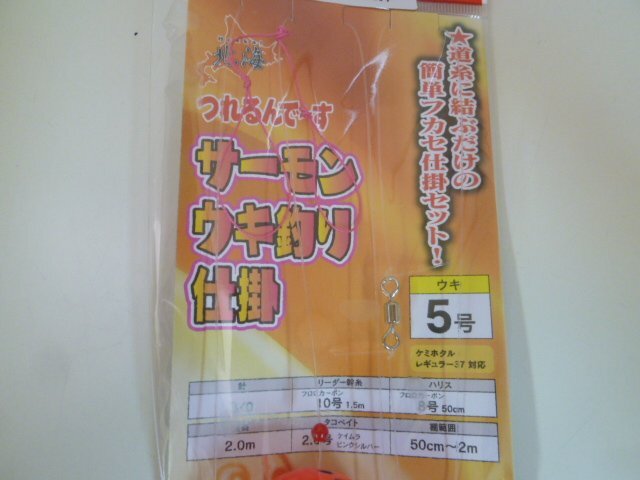 北の海
つれるんで～す
サーモン
ウキ釣り
仕掛
★道糸に結ぶだけの
簡単フカセ仕掛セット!
ウキ
5号
ケミホタル
レギュラー37 対応
針 リーダー幹糸 ハリス
フロロカーボン 10号 1.5m
フロロカーボン 8号 50cm
タコベイト 棚範囲
2.0m
ケイムラ
ピンクシルバー
50cm～2m